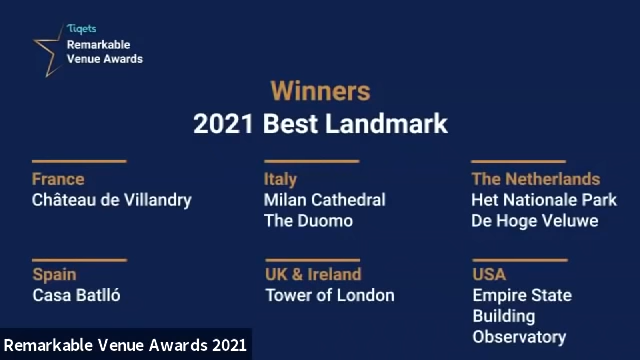 Tiqets
Remarkable
Venue Awards
Winners
2021 Best Landmark
France
Château de Villandry
Italy
Milan Cathedral
The Duomo
The Netherlands
Het Nationale Park
De Hoge Veluwe
Spain
Casa Batlló
UK & Ireland
Tower of London
USA
Empire State
Building
Observatory
Remarkable Venue Awards 2021